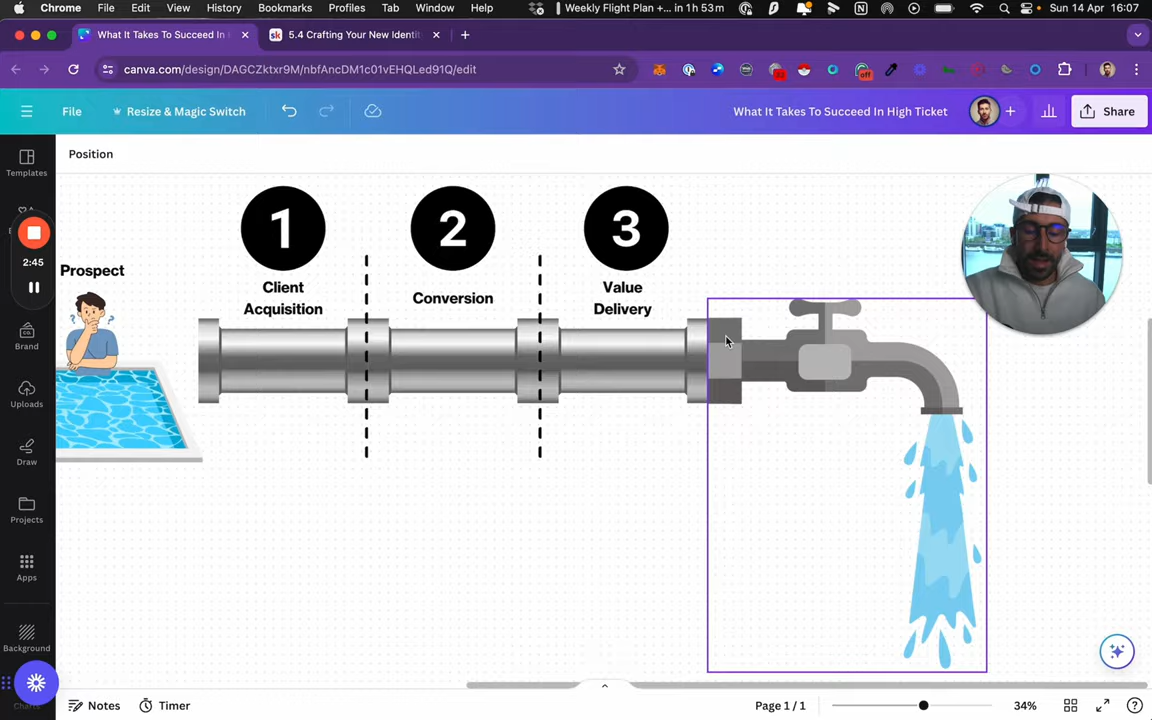 Chrome File Edit View History Bookmarks Profiles Tab Window Help
Weekly Flight Plan +... in 1 h 53 m
Sun 14 Apr 16:07
What It Takes To Succeed In
5.4 Crafting Your New Identi
canva.com/design/DAGCZktxr9M/nbfAncDM1c01vEHQLed91Q/edit
off
File
Resize & Magic Switch
What It Takes To Succeed In High Ticket
Share
Position
Templates
Brand
Uploads
Draw
Projects
Apps
Background
2:45
1
2
3
Prospect
Client
Acquisition
Conversion
Value
Delivery
Notes
Timer
Page 1 / 1
34%